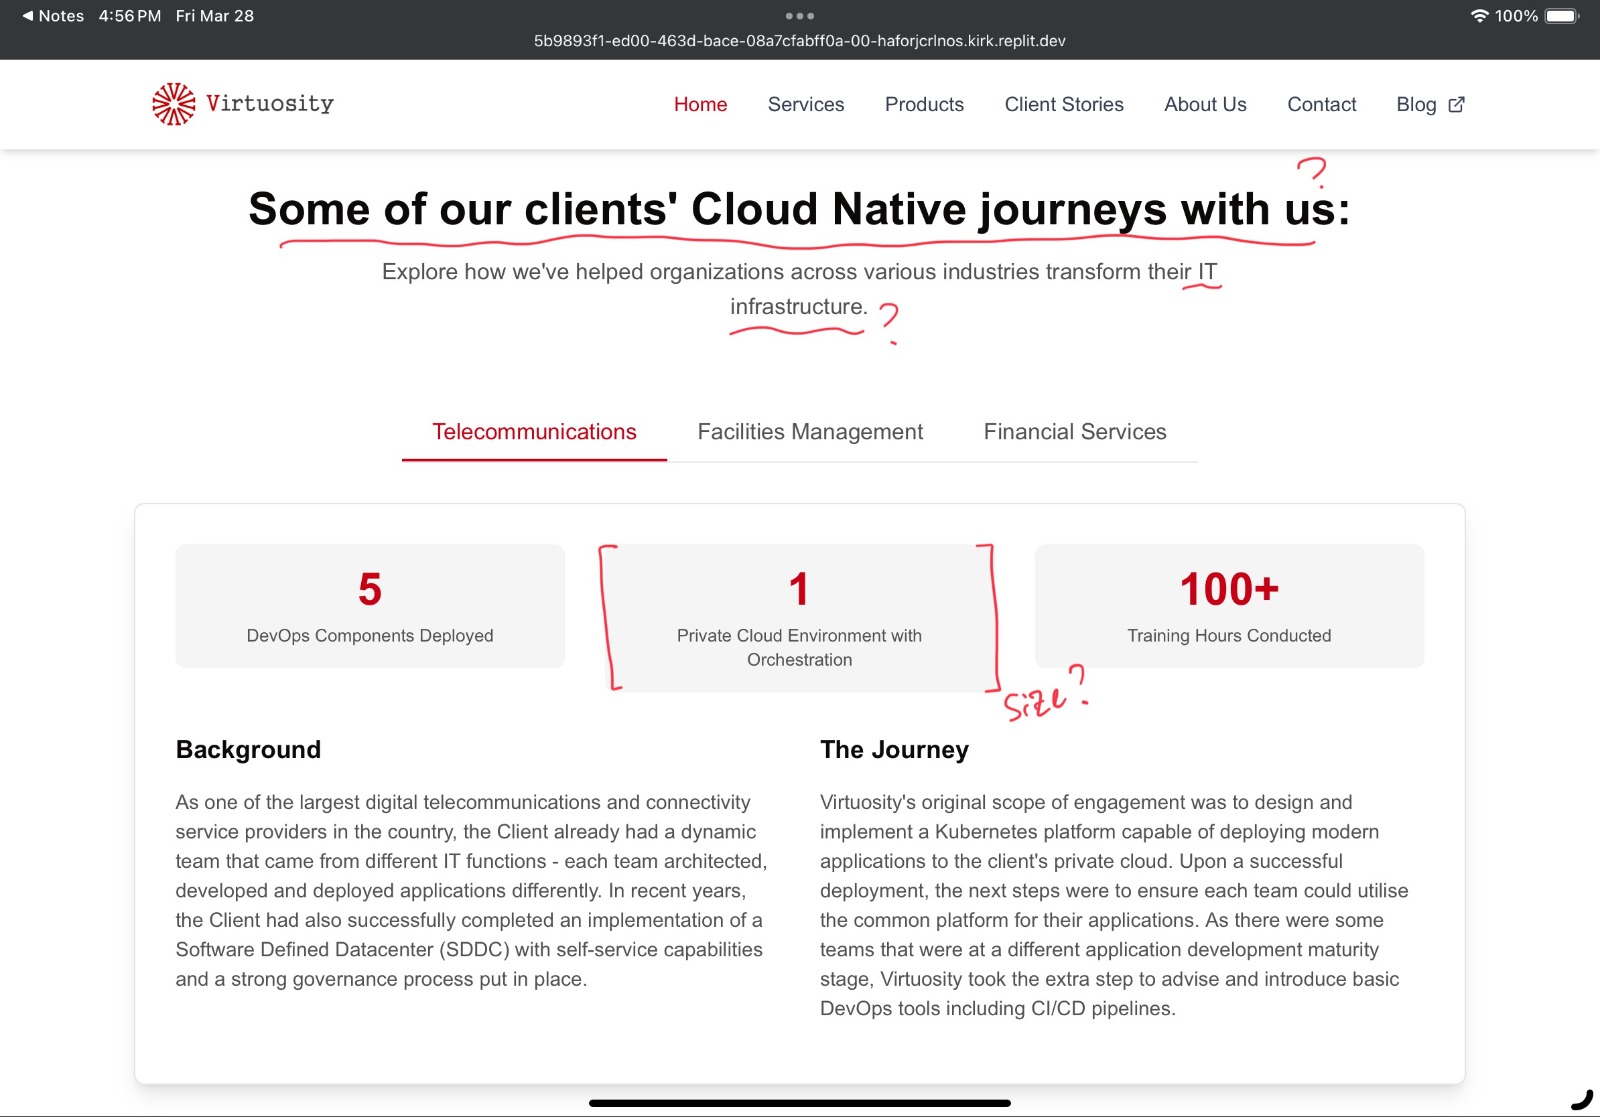 Notes 4:56 PM Fri Mar 28
100%
5b9893f1-ed00-463d-bace-08a7cfabff0a-00-haforjcrlnos.kirk.replit.dev
Virtuosity
Home Services Products Client Stories About Us Contact Blog
?
Some of our clients' Cloud Native journeys with us:
Explore how we've helped organizations across various industries transform their IT
infrastructure. ?
Telecommunications Facilities Management Financial Services
5
DevOps Components Deployed
1
Private Cloud Environment with
Orchestration
100+
Training Hours Conducted
Size?
Background
As one of the largest digital telecommunications and connectivity
service providers in the country, the Client already had a dynamic
team that came from different IT functions - each team architected,
developed and deployed applications differently. In recent years,
the Client had also successfully completed an implementation of a
Software Defined Datacenter (SDDC) with self-service capabilities
and a strong governance process put in place.
The Journey
Virtuosity's original scope of engagement was to design and
implement a Kubernetes platform capable of deploying modern
applications to the client's private cloud. Upon a successful
deployment, the next steps were to ensure each team could utilise
the common platform for their applications. As there were some
teams that were at a different application development maturity
stage, Virtuosity took the extra step to advise and introduce basic
DevOps tools including CI/CD pipelines.